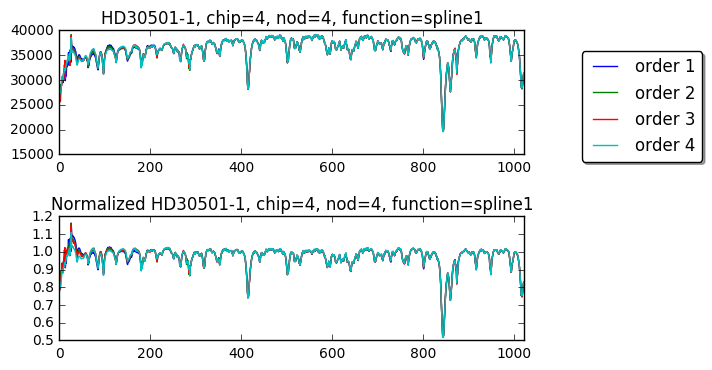 HD30501-1, chip=4, nod=4, function=spline1
40000
35000
30000
25000
20000
15000
0 200 400 600 800 1000
order 1
order 2
order 3
order 4
Normalized HD30501-1, chip=4, nod=4, function=spline1
1.2
1.1
1.0
0.9
0.8
0.7
0.6
0.5
0 200 400 600 800 1000